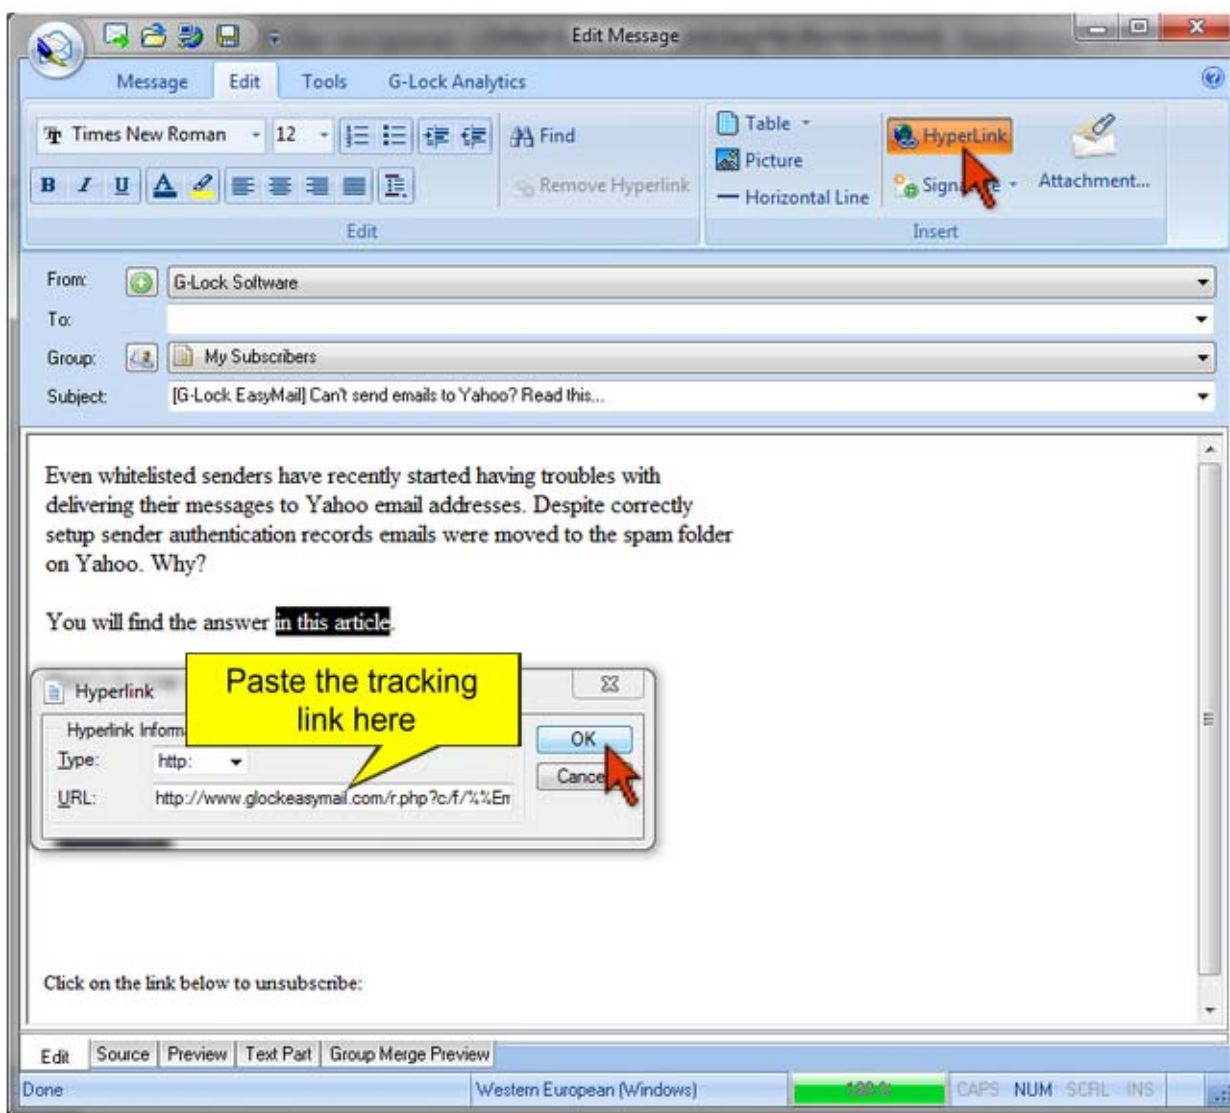 Edit Message
Message Edit Tools G-Lock Analytics
Times New Roman 12 Find
B I U Remove Hyperlink
Table
Picture
Horizontal Line
HyperLink
Attachment...
Edit Insert
From: G-Lock Software
To:
Group: My Subscribers
Subject: [G-Lock EasyMail] Can't send emails to Yahoo? Read this...
Even whitelisted senders have recently started having troubles with
delivering their messages to Yahoo email addresses. Despite correctly
setup sender authentication records emails were moved to the spam folder
on Yahoo. Why?
You will find the answer in this article.
Hyperlink
Paste the tracking
link here
Hyperlink
Type: http:
URL: http://www.glockeasymail.com/r.php?c/f/%%Em
OK
Cancel
Click on the link below to unsubscribe:
Edit Source Preview Text Part Group Merge Preview
Done Western European (Windows) 100% CAPS NUM SCRL INS